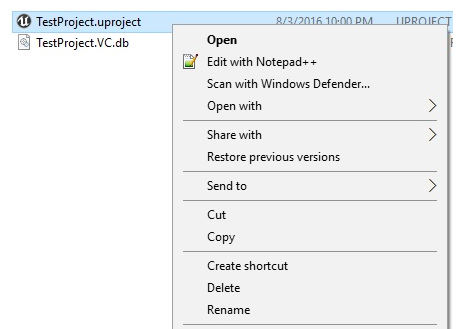 TestProject.uproject 8/3/2016 10:00 PM UPROJECT
TestProject.VC.db
Open
Edit with Notepad++
Scan with Windows Defender...
Open with
Share with
Restore previous versions
Send to
Cut
Copy
Create shortcut
Delete
Rename